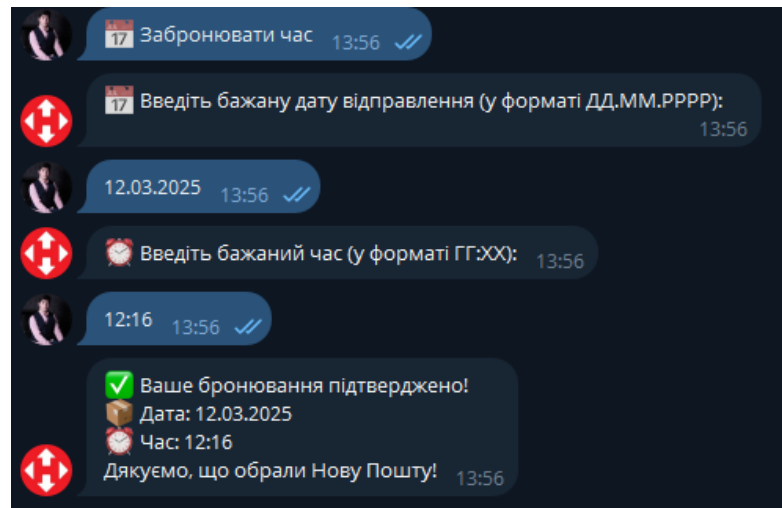 📅 Забронювати час 13:56
📅 Введіть бажану дату відправлення (у форматі ДД.ММ.РРРР):
13:56
12.03.2025 13:56
⏰ Введіть бажаний час (у форматі ГГ:ХХ): 13:56
12:16 13:56
✅ Ваше бронювання підтверджено!
📦 Дата: 12.03.2025
⏰ Час: 12:16
Дякуємо, що обрали Нову Пошту! 13:56